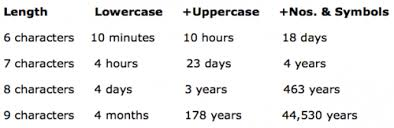 Length Lowercase +Uppercase +Nos. & Symbols
6 characters 10 minutes 10 hours 18 days
7 characters 4 hours 23 days 4 years
8 characters 4 days 3 years 463 years
9 characters 4 months 178 years 44,530 years